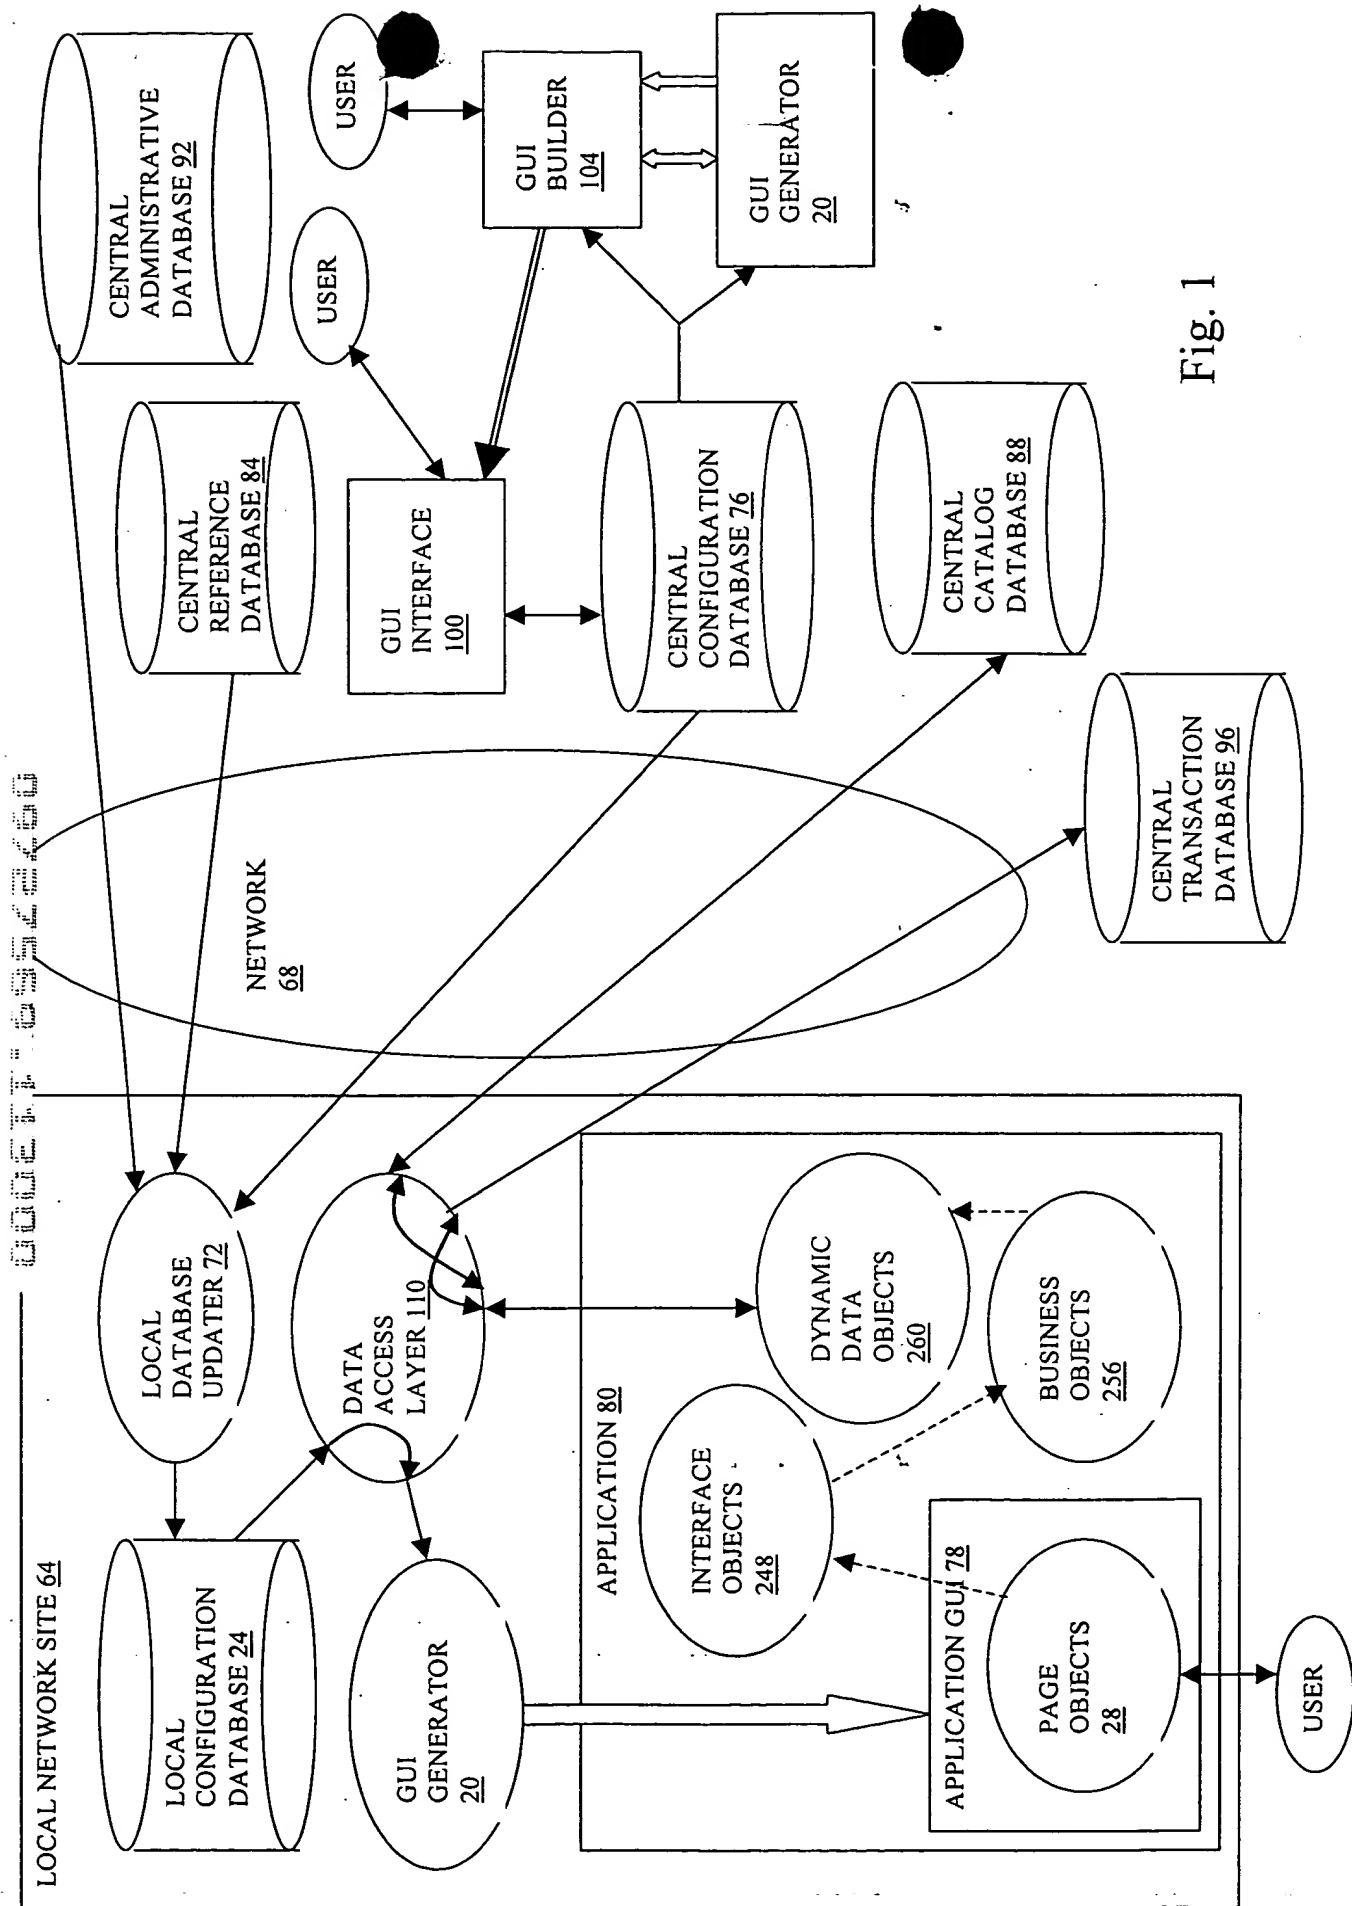 LOCAL NETWORK SITE 64
LOCAL
CONFIGURATION
DATABASE 24
LOCAL
DATABASE
UPDATER 72
GUI
GENERATOR
20
DATA
ACCESS
LAYER 110
APPLICATION 80
INTERFACE
OBJECTS
248
DYNAMIC
DATA
OBJECTS
260
APPLICATION GUI 78
PAGE
OBJECTS
28
BUSINESS
OBJECTS
256
USER
NETWORK
68
CENTRAL
ADMINISTRATIVE
DATABASE 92
CENTRAL
REFERENCE
DATABASE 84
USER
USER
GUI
INTERFACE
100
GUI
BUILDER
104
GUI
GENERATOR
20
CENTRAL
CONFIGURATION
DATABASE 76
CENTRAL
CATALOG
DATABASE 88
CENTRAL
TRANSACTION
DATABASE 96
Fig. 1